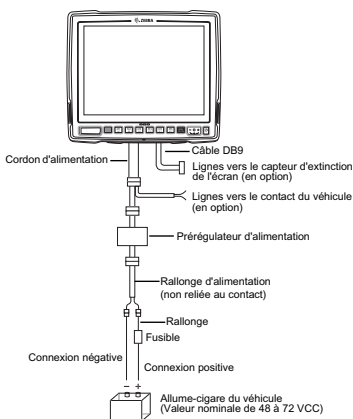 ZEBRA
Câble DB9
Cordon d'alimentation
Lignes vers le capteur d'extinction
de l'écran (en option)
Lignes vers le contact du véhicule
(en option)
Prérégulateur d'alimentation
Rallonge d'alimentation
(non reliée au contact)
Rallonge
Fusible
Connexion négative
Connexion positive
– +
Allume-cigare du véhicule
(Valeur nominale de 48 à 72 VCC)